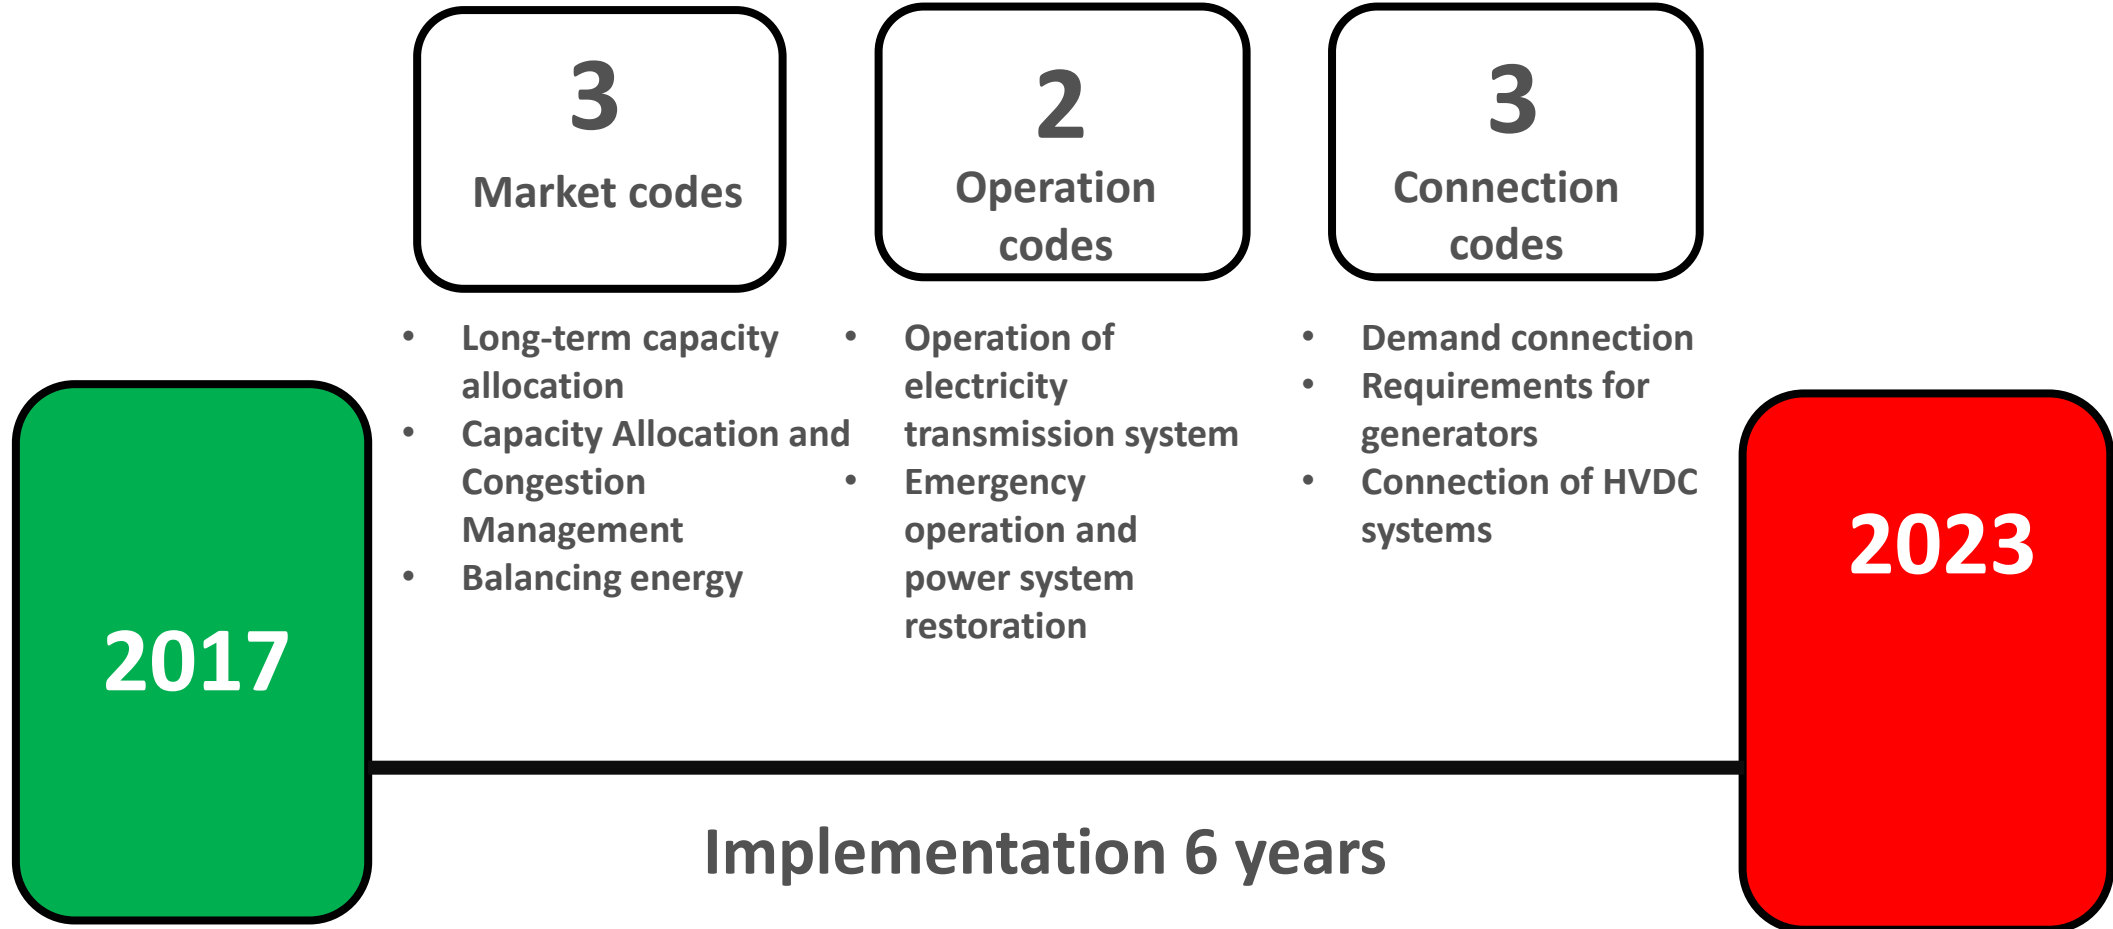 3
Market codes
2
Operation
codes
3
Connection
codes
• Long-term capacity
allocation
• Capacity Allocation and
Congestion
Management
• Balancing energy
• Operation of
electricity
transmission system
• Emergency
operation and
power system
restoration
• Demand connection
• Requirements for
generators
• Connection of HVDC
systems
2017
2023
Implementation 6 years